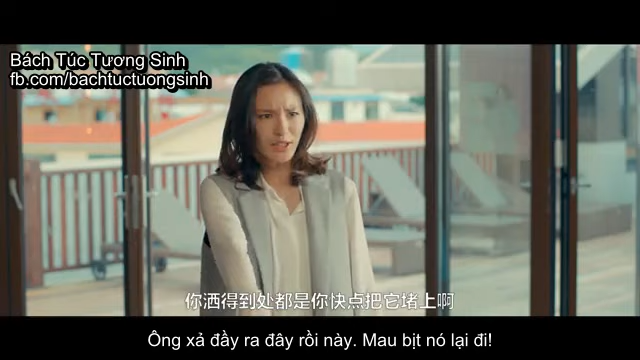 Bách Túc Tương Sinh
fb.com/bachtuctuongsinh
你洒得到处都是你快点把它堵上啊
Ông xả đầy ra đây rồi này. Mau bịt nó lại đi!